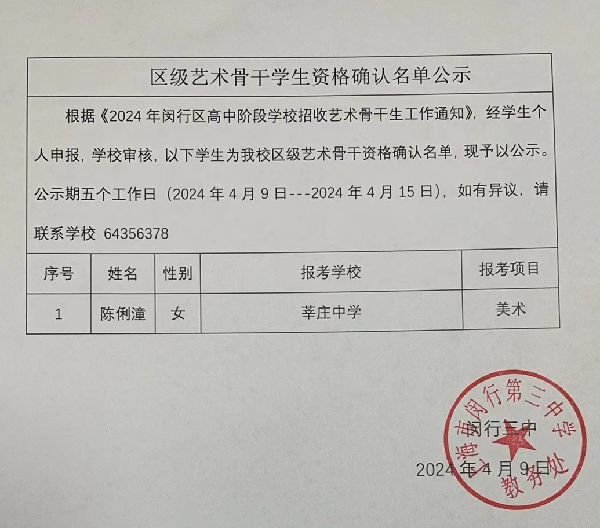 区级艺术骨干学生资格确认名单公示
根据《2024 年闵行区高中阶段学校招收艺术骨干生工作通知》，经学生个
人申报，学校审核，以下学生为我校区级艺术骨干资格确认名单，现予以公示。
公示期五个工作日（2024 年 4 月 9 日---2024 年 4 月 15 日），如有异议，请
联系学校 64356378
序号 姓名 性别 报考学校 报考项目
1 陈俐潼 女 莘庄中学 美术
闵行三中
2024 年 4 月 9 日
上海市闵行第三中学
教务处